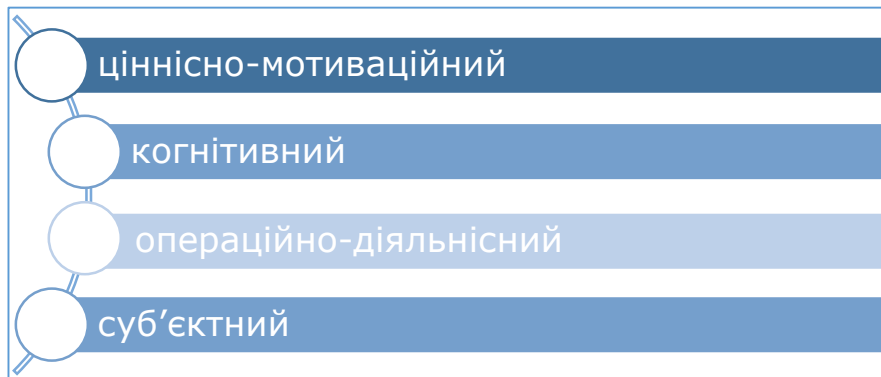 ціннісно-мотиваційний
когнітивний
операційно-діяльнісний
суб’єктний